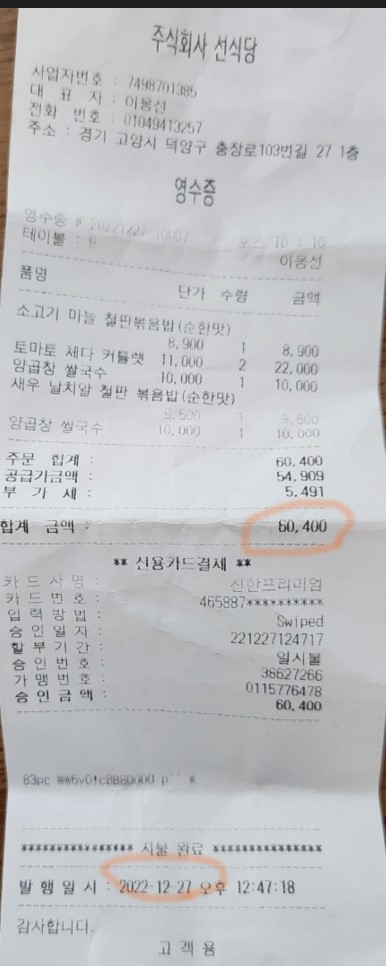 주식회사 선식당
사업자번호 : 7498701385
대 표 자 : 이용선
전화 번호 : 01049413257
주소 : 경기 고양시 덕양구 충장로103번길 27 1층
영수증
영수증 #
테이블 : 9
이용선
품명 단가 수량 금액
소고기 마늘 철판볶음밥(순한맛)
8,900 1 8,900
토마토 체다 커틀렛 11,000 2 22,000
양곱창 쌀국수 10,000 1 10,000
새우 날치알 철판 볶음밥(순한맛)
9,500 1 9,500
양곱창 쌀국수 10,000 1 10,000
주문 합계 : 60,400
공급가금액 : 54,909
부 가 세 : 5,491
합계 금액 : 60,400
** 신용카드결제 **
카 드 사 명 : 신한프리미엄
카 드 번 호 : 465887**********
입 력 방 법 : Swiped
승 인 일 자 : 221227124717
할 부 기 간 : 일시불
승 인 번 호 : 38627266
가 맹 번 호 : 0115776478
승 인 금 액 : 60,400
****************** 지불 완료 ******************
발 행 일 시 : 2022-12-27 오후 12:47:18
감사합니다.
고 객 용